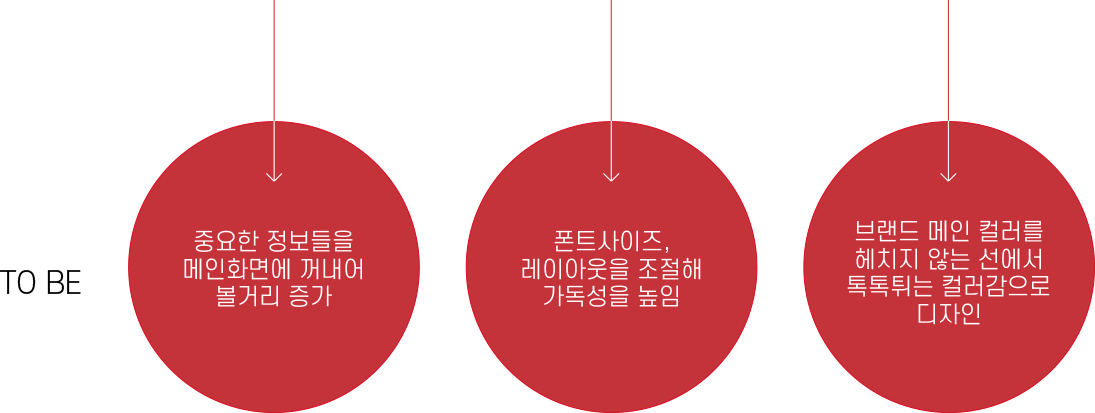 TO BE
중요한 정보들을
메인화면에 꺼내어
볼거리 증가
폰트사이즈,
레이아웃을 조절해
가독성을 높임
브랜드 메인 컬러를
헤치지 않는 선에서
톡톡튀는 컬러감으로
디자인